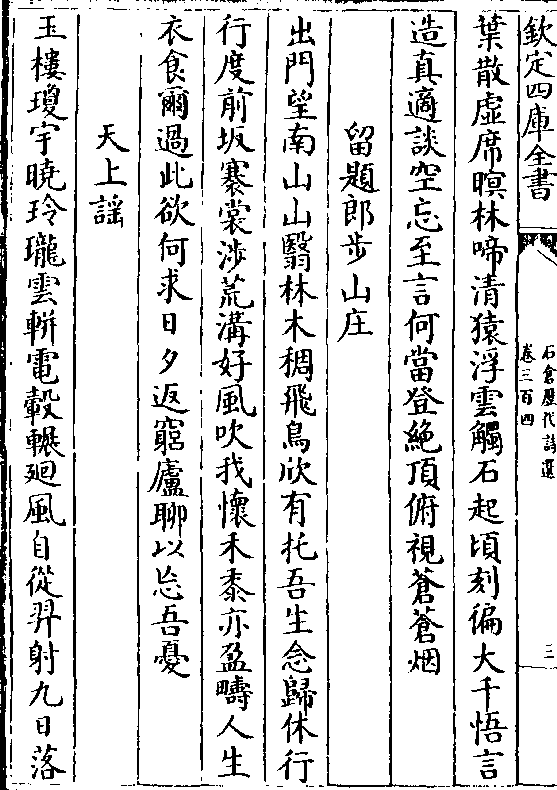 欽定四庫全書
石倉歷代詩選
卷三百四
三
葉散虛席暝林啼清猿浮雲觸石起頃刻徧大千悟言
造真適談空忘至言何當登絶頂俯視蒼蒼烟
留題郎步山庄
出門望南山山翳林木稠飛鳥欣有托吾生念歸休行
行度前坂褰裳涉荒溝好風吹我懷禾黍亦盈疇人生
衣食爾過此欲何求日夕返窮廬聊以忘吾憂
天上謡
玉樓瓊宇曉玲瓏雲輧電轂輾廻風自從羿射九日落